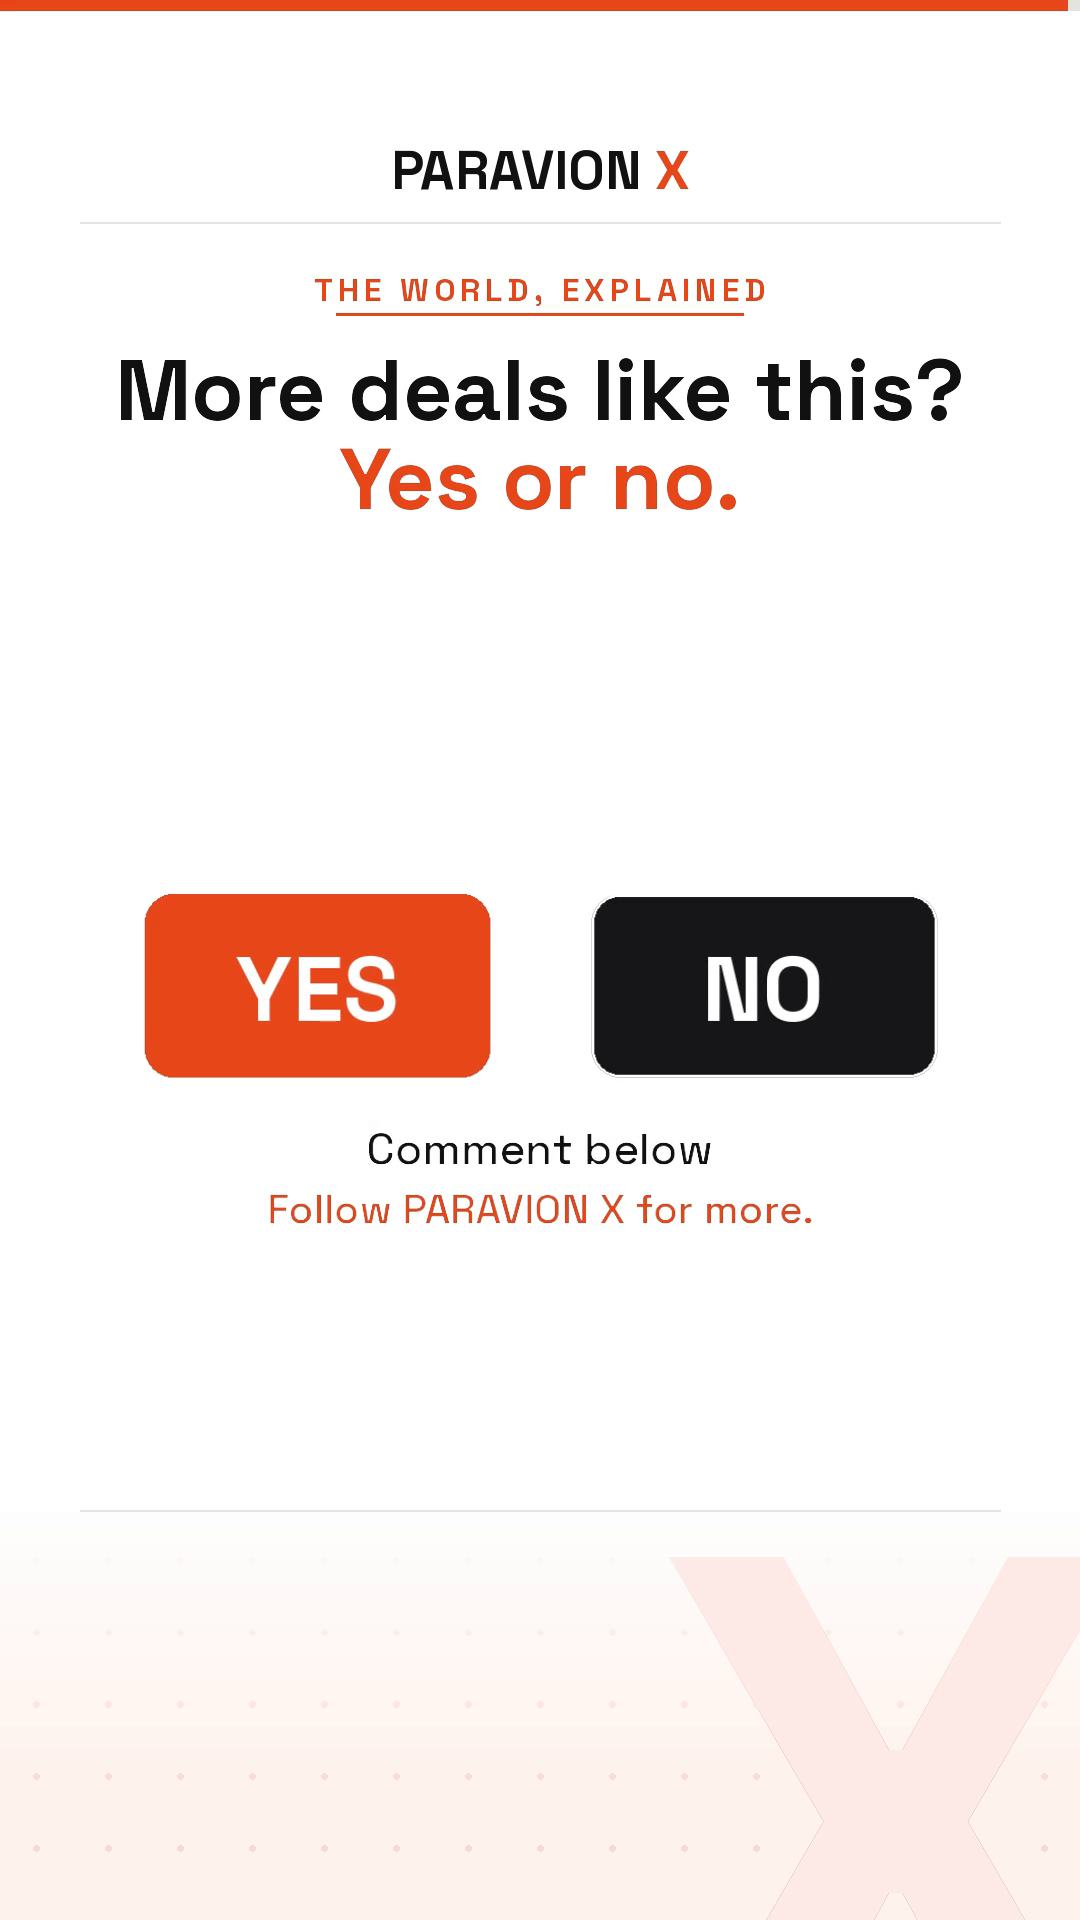 PARAVION X
THE WORLD, EXPLAINED
More deals like this?
Yes or no.
YES
NO
Comment below
Follow PARAVION X for more.
X